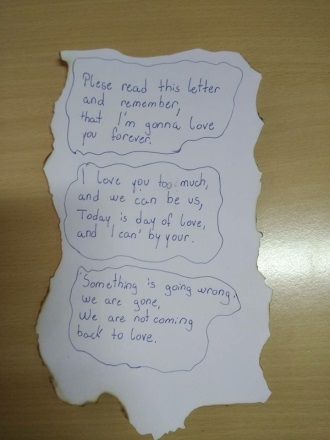 Plese read this letter
and remember,
that I'm gonna love
you forever.
I love you too much,
and we can be us,
Today is day of love,
and I can' by your.
Something is going wrong,
we are gone,
We are not coming
back to love.